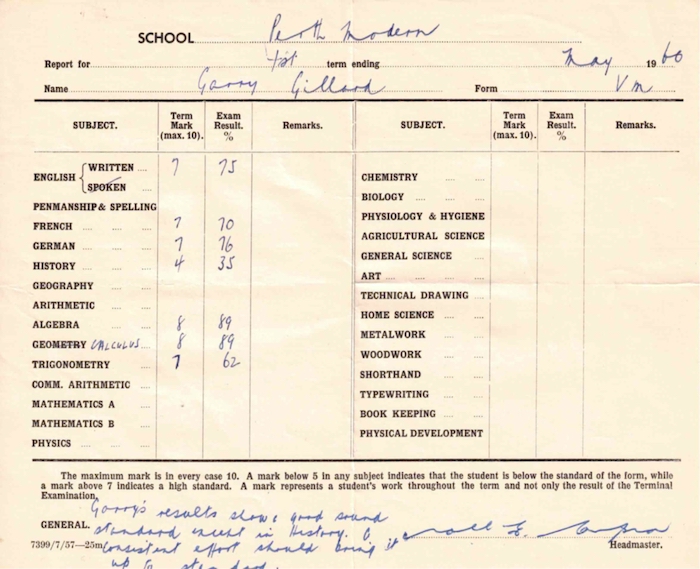 SCHOOL Perth Modern
Report for 1st term ending May 1960
Name Garry Gillard Form Vm
SUBJECT. Term Mark (max. 10). Exam Result. % Remarks. SUBJECT. Term Mark (max. 10). Exam Result. % Remarks.
ENGLISH { WRITTEN 7 75
SPOKEN
PENMANSHIP & SPELLING
FRENCH 7 70
GERMAN 7 76
HISTORY 4 35
GEOGRAPHY
ARITHMETIC
ALGEBRA 8 89
GEOMETRY CALCULUS 8 89
TRIGONOMETRY 7 62
COMM. ARITHMETIC
MATHEMATICS A
MATHEMATICS B
PHYSICS
CHEMISTRY
BIOLOGY
PHYSIOLOGY & HYGIENE
AGRICULTURAL SCIENCE
GENERAL SCIENCE
ART
TECHNICAL DRAWING
HOME SCIENCE
METALWORK
WOODWORK
SHORTHAND
TYPEWRITING
BOOK KEEPING
PHYSICAL DEVELOPMENT
The maximum mark is in every case 10. A mark below 5 in any subject indicates that the student is below the standard of the form, while
a mark above 7 indicates a high standard. A mark represents a student's work throughout the term and not only the result of the Terminal
Examination.
Garry's results show a good sound
GENERAL. standard except in History. A
7399/7/57—25m consistent effort should bring it Headmaster.
up to standard.